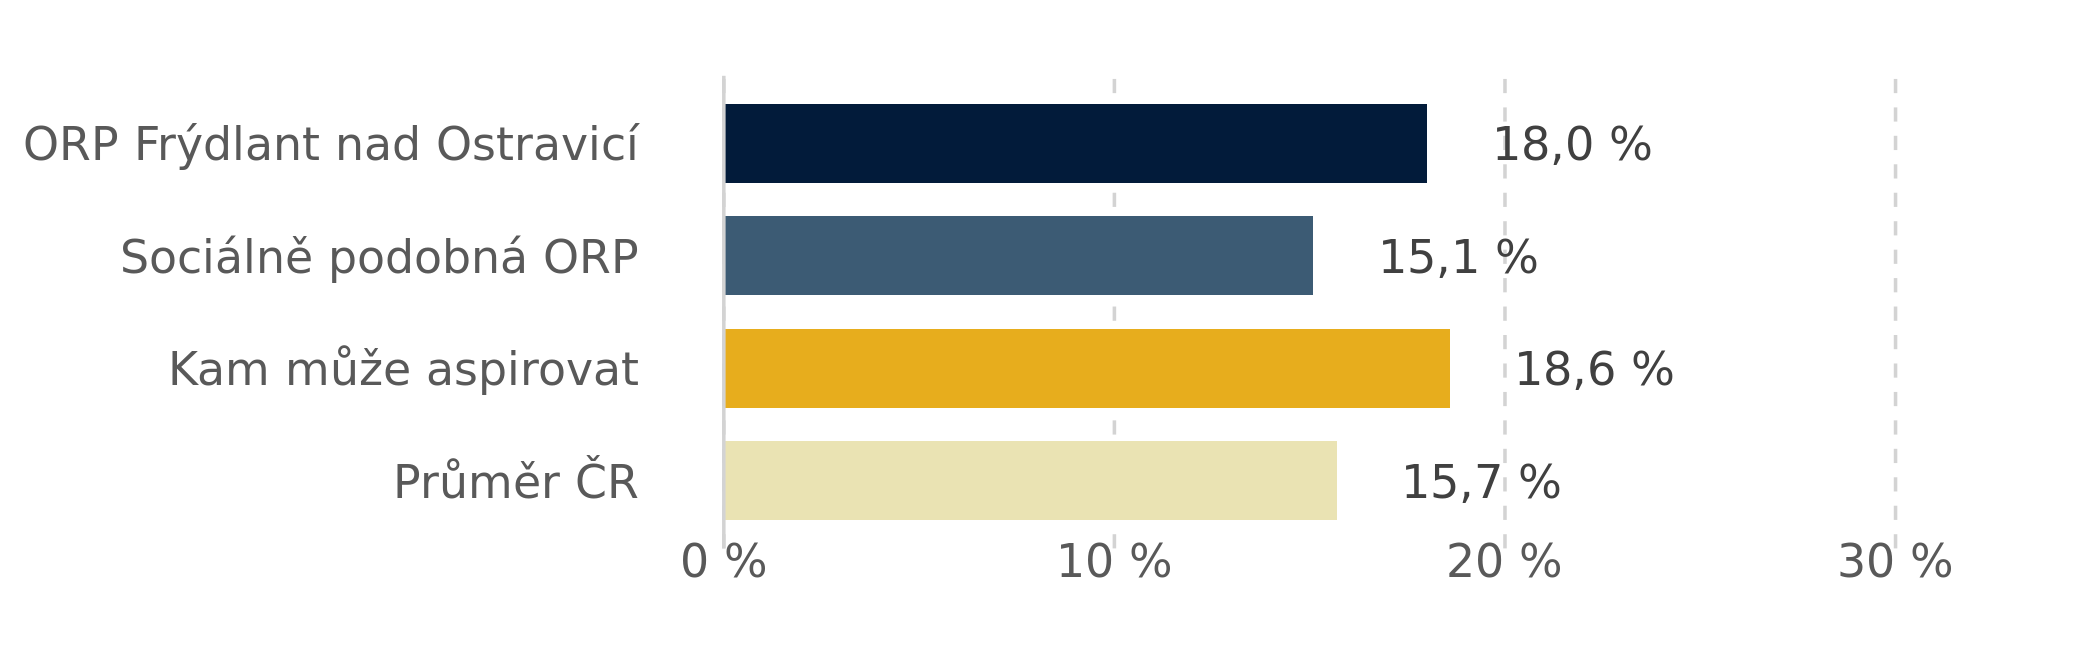 ORP Frýdlant nad Ostravicí 18,0 %
Sociálně podobná ORP 15,1 %
Kam může aspirovat 18,6 %
Průměr ČR 15,7 %
0 % 10 % 20 % 30 %